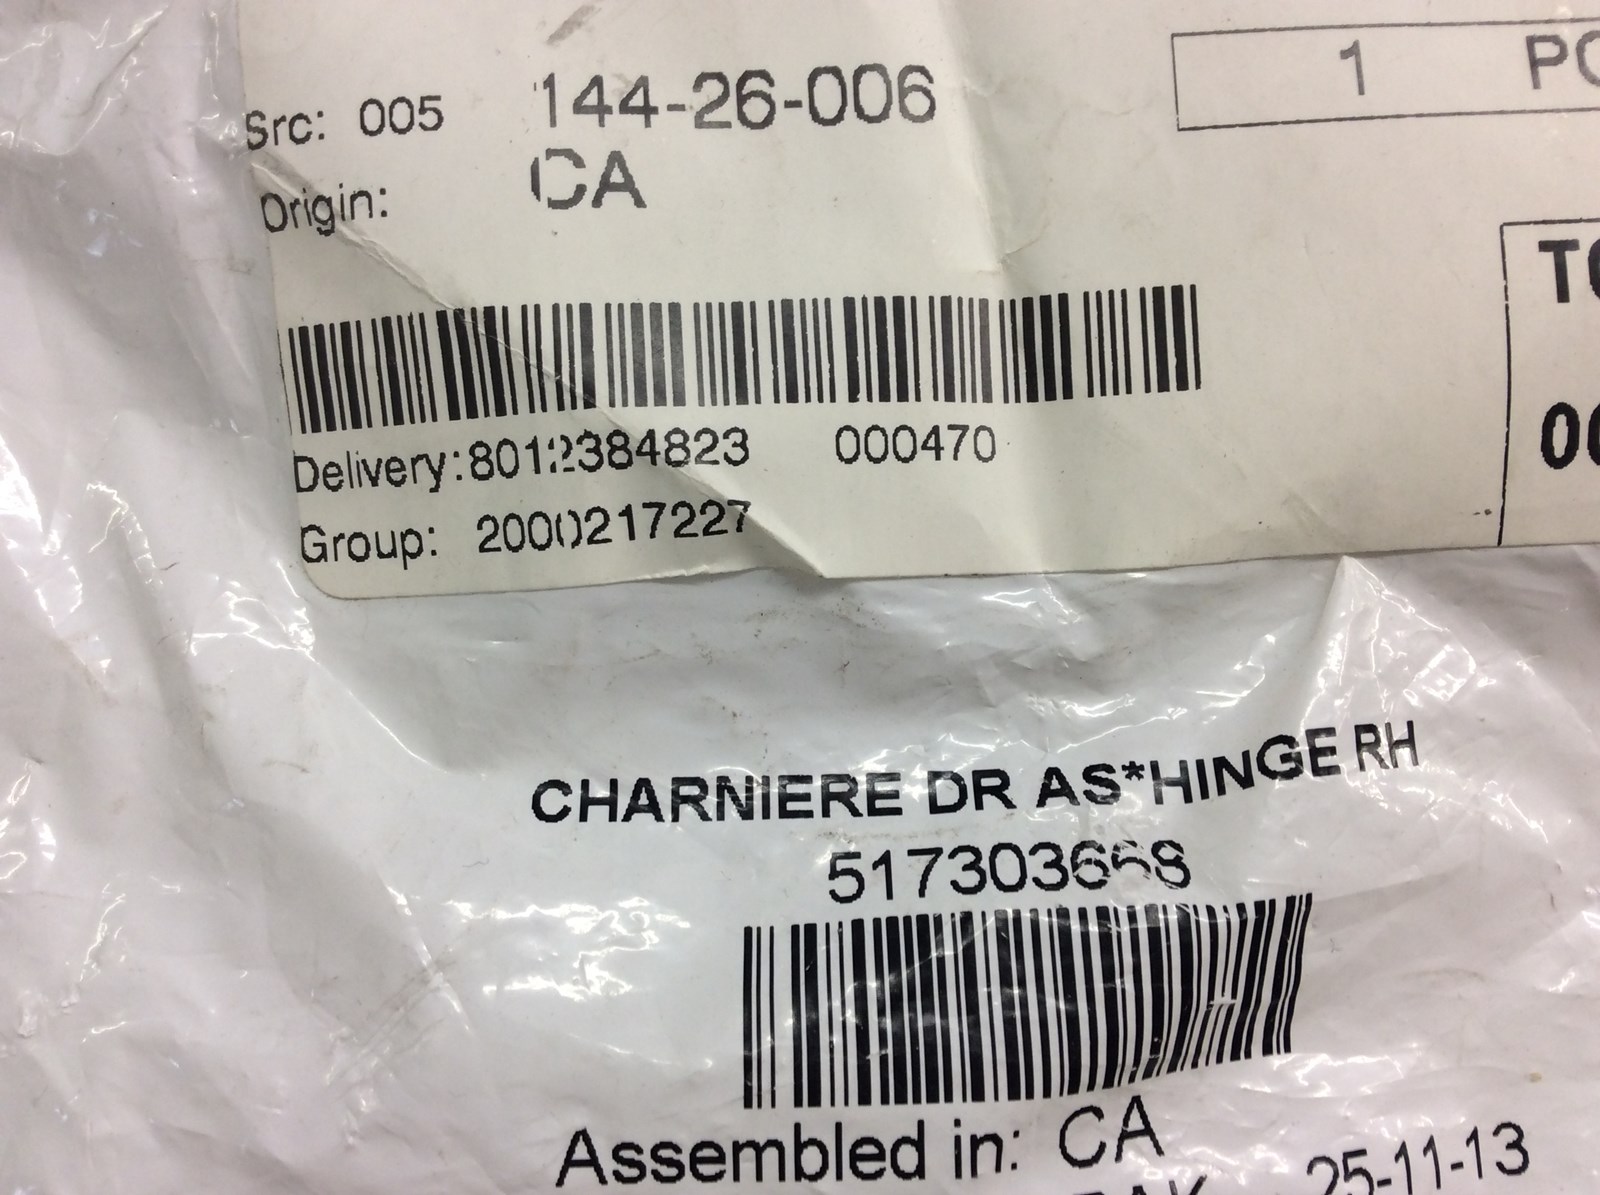 Src: 005 144-26-006
1
Origin: CA
Delivery:8012384823 000470
Group: 2000217227
CHARNIERE DR AS*HINGE RH
517303668
Assembled in: CA
25-11-13